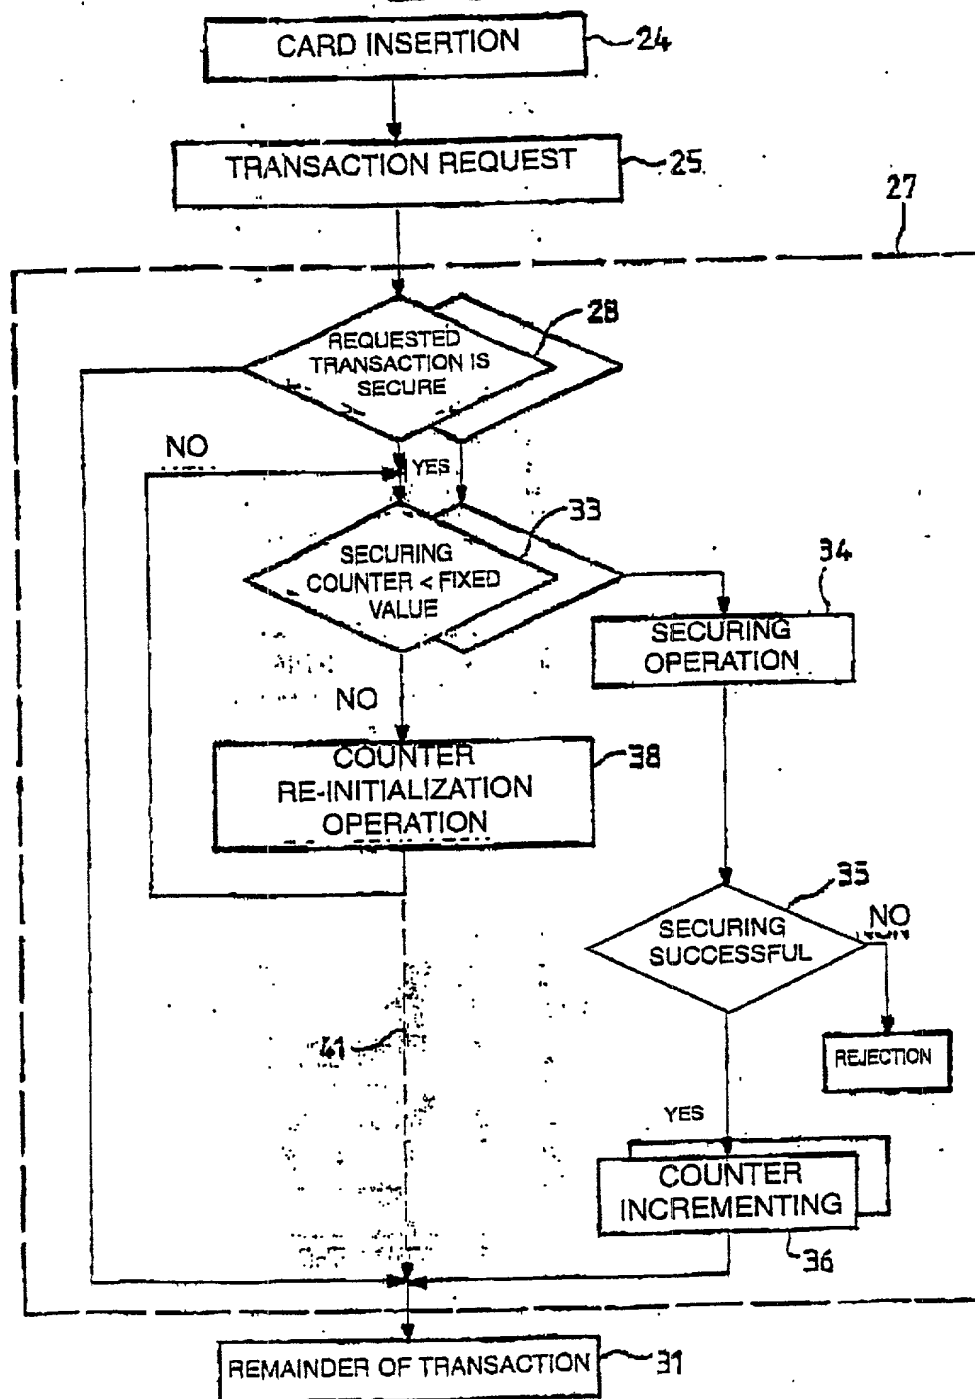 CARD INSERTION
24
TRANSACTION REQUEST
25
27
REQUESTED
TRANSACTION IS
SECURE
28
NO
YES
SECURING
COUNTER < FIXED
VALUE
33
34
SECURING
OPERATION
NO
COUNTER
RE-INITIALIZATION
OPERATION
38
35
SECURING
SUCCESSFUL
NO
41
REJECTION
YES
COUNTER
INCREMENTING
36
REMAINDER OF TRANSACTION
31